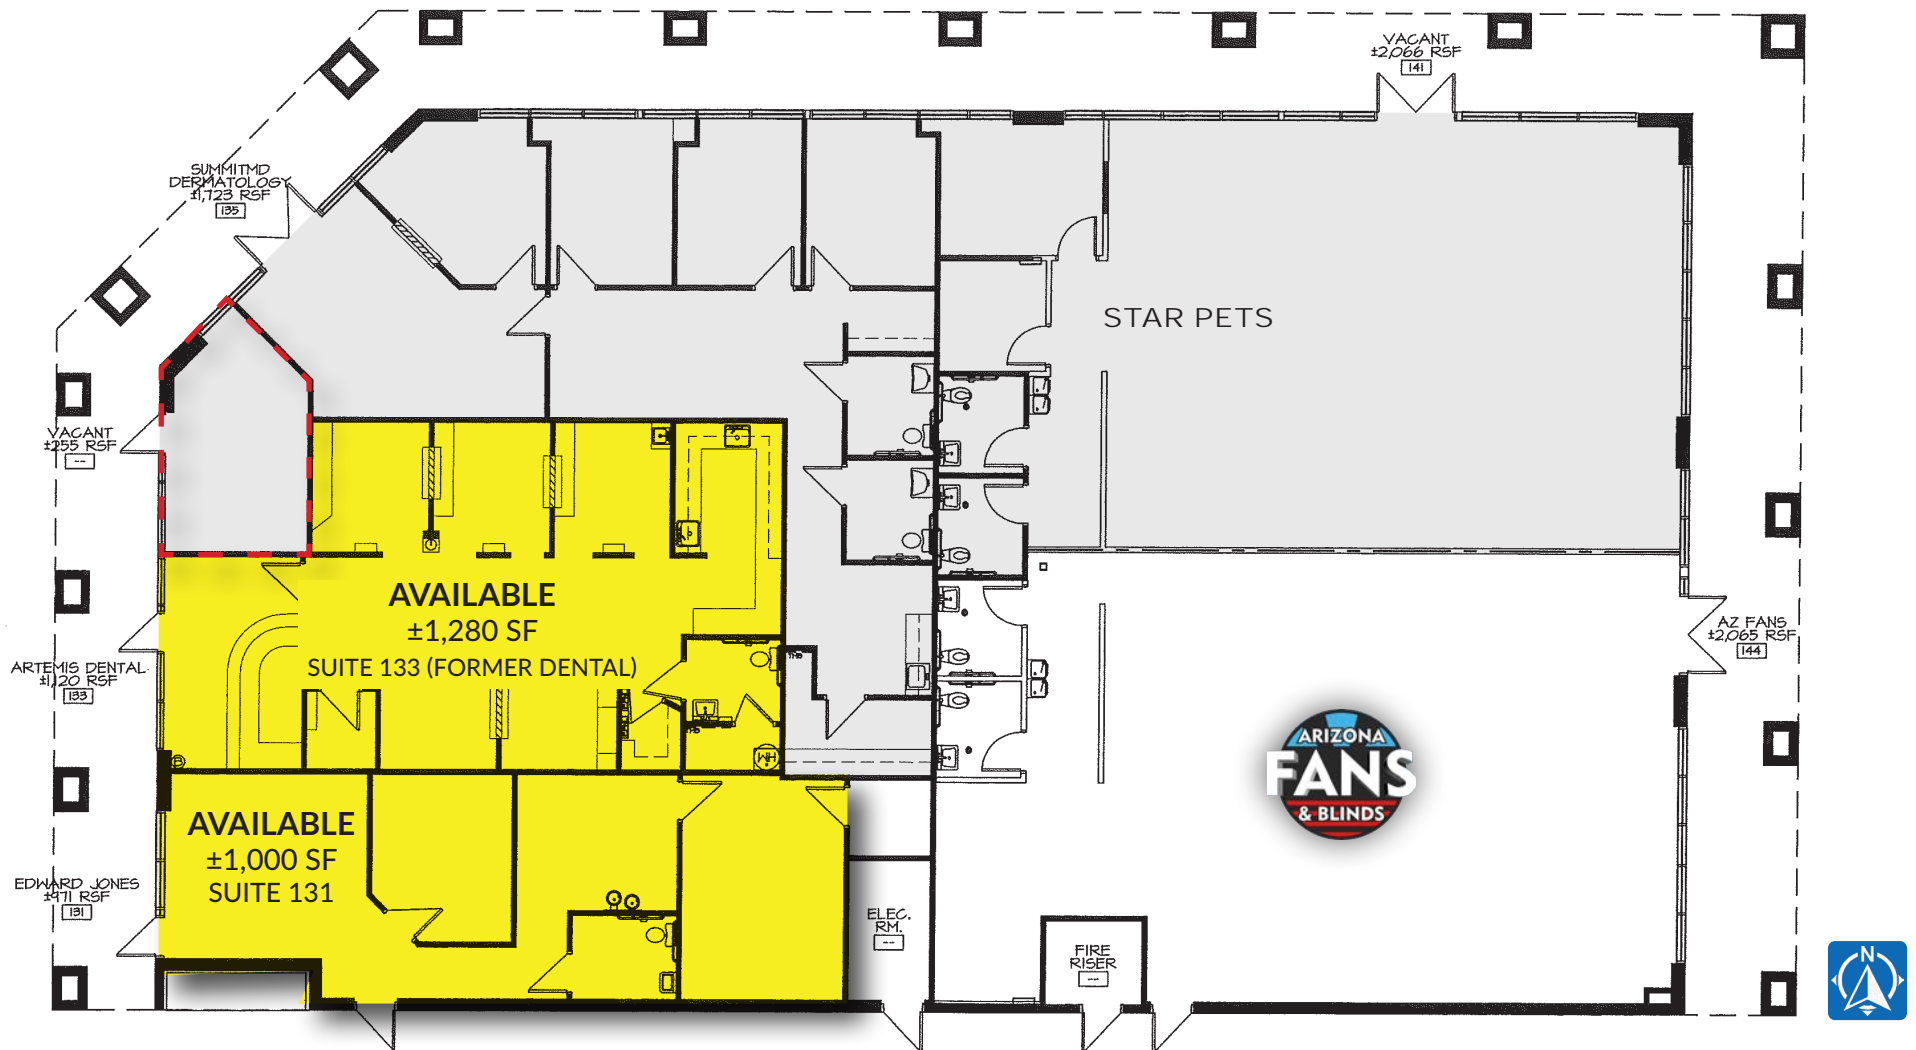 VACANT
±2,066 RSF
141
SUMMITMD
DERMATOLOGY
±1,723 RSF
135
STAR PETS
VACANT
±255 RSF
--
AVAILABLE
±1,280 SF
SUITE 133 (FORMER DENTAL)
ARTEMIS DENTAL
±1,120 RSF
133
AZ FANS
±2,065 RSF
144
ARIZONA
FANS
& BLINDS
WH
AVAILABLE
±1,000 SF
SUITE 131
EDWARD JONES
±971 RSF
131
ELEC.
RM.
--
FIRE
RISER
---
N